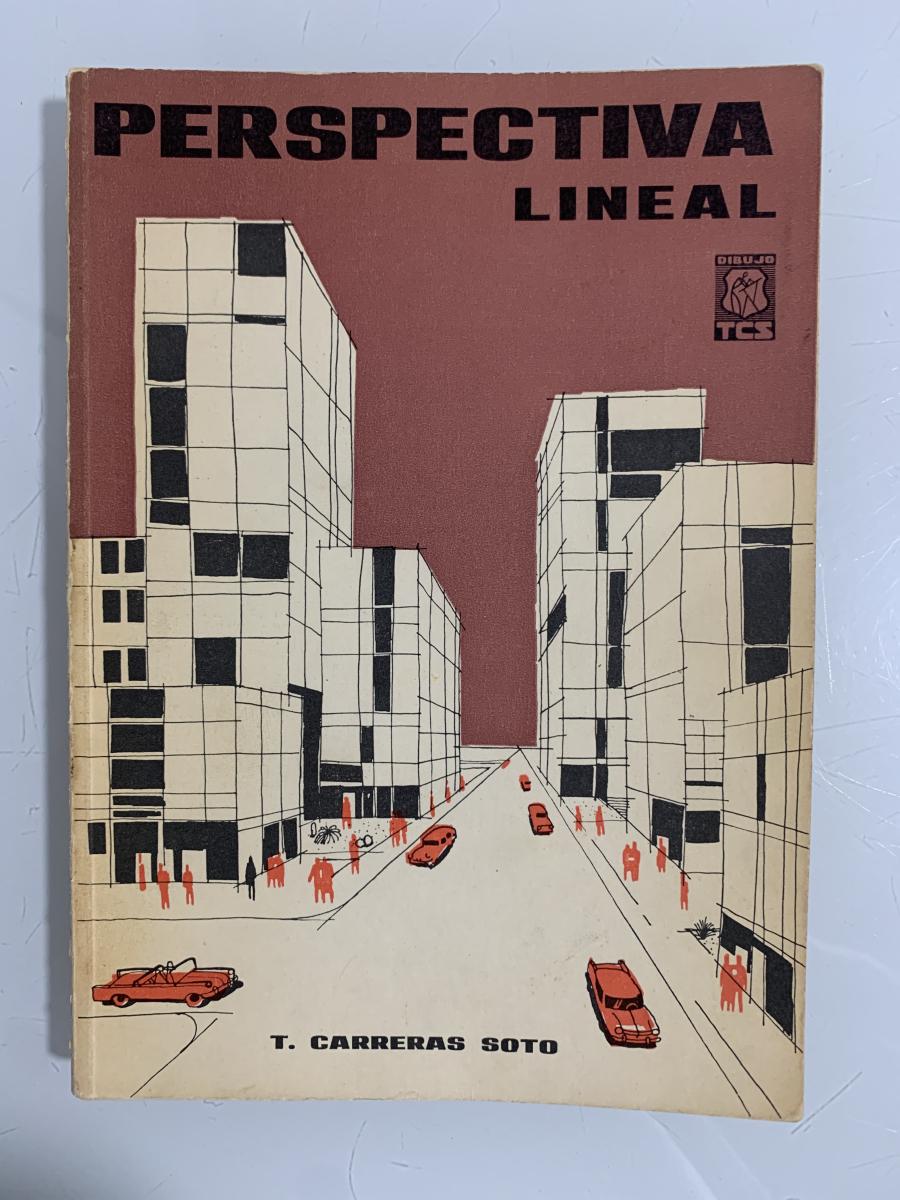 PERSPECTIVA
LINEAL
DIBUJO
TCS
T. CARRERAS SOTO